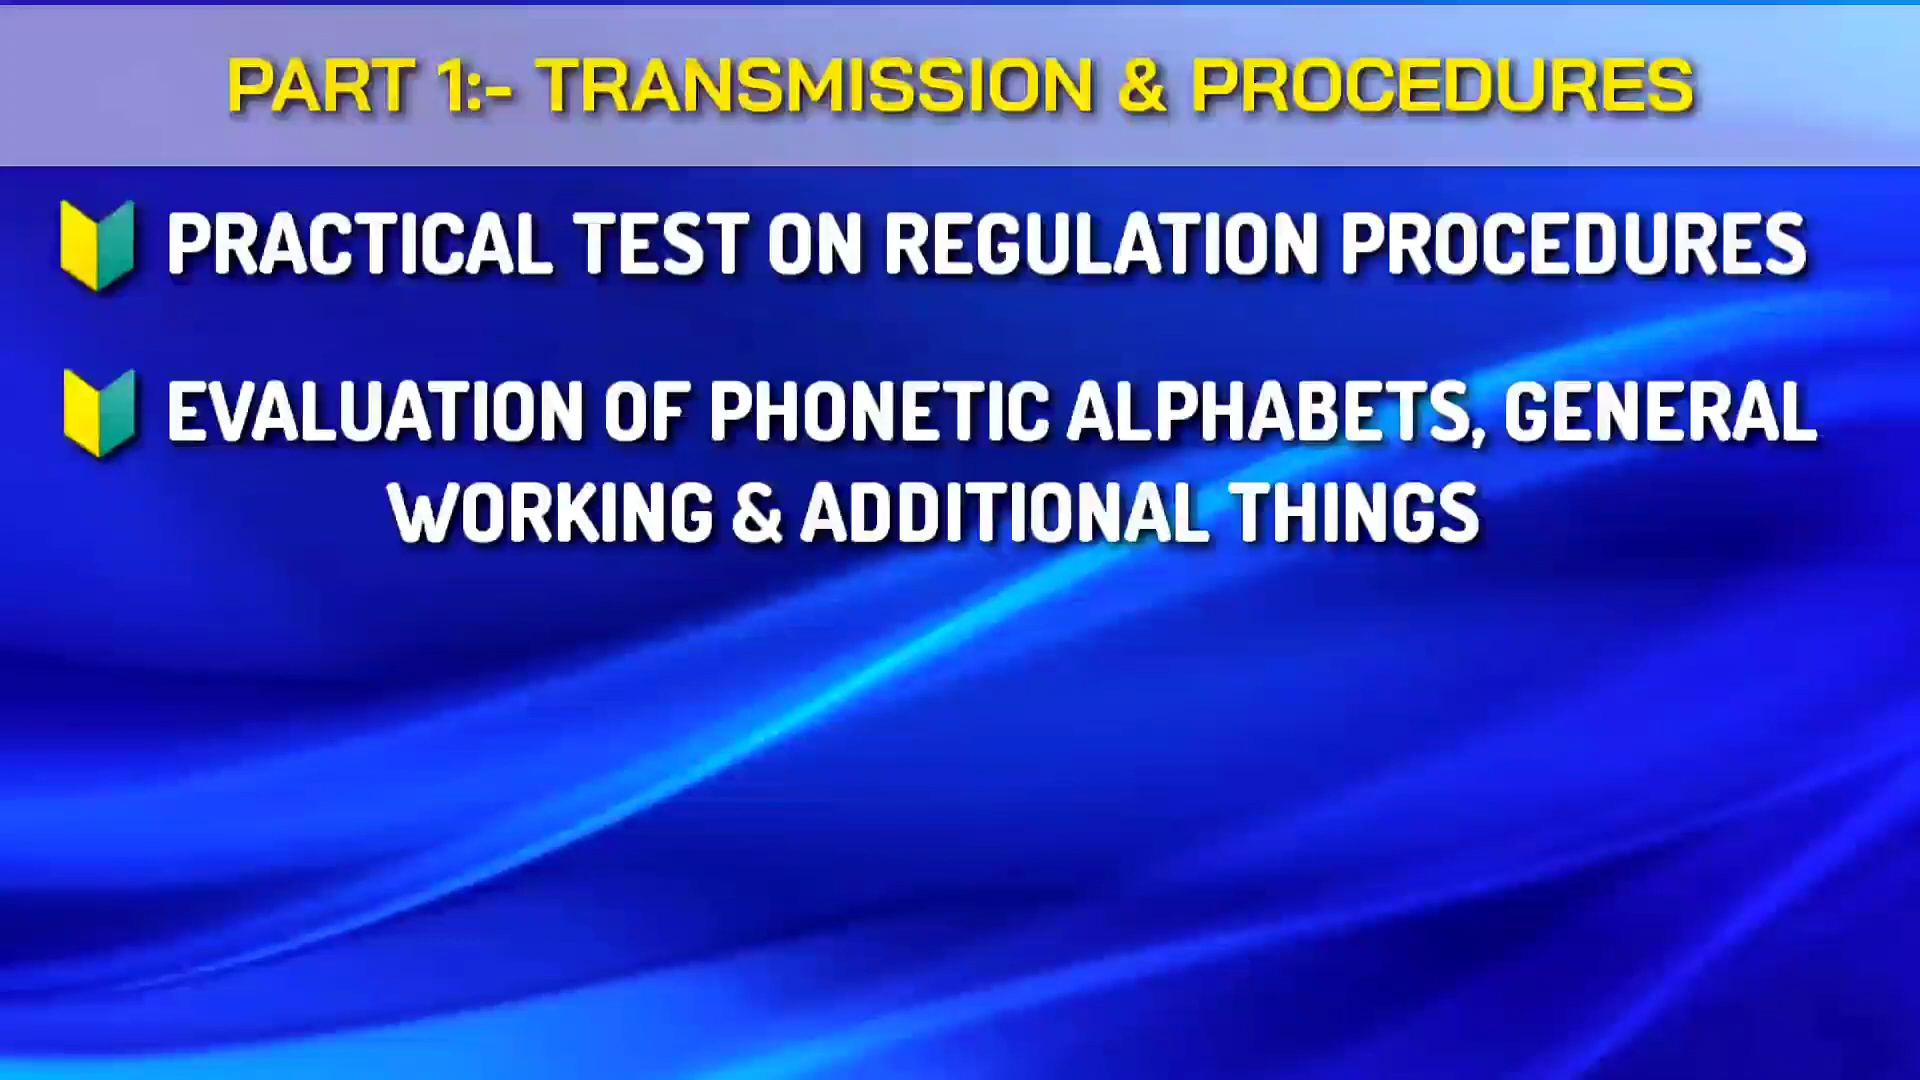 PART 1:- TRANSMISSION & PROCEDURES
PRACTICAL TEST ON REGULATION PROCEDURES
EVALUATION OF PHONETIC ALPHABETS, GENERAL
WORKING & ADDITIONAL THINGS